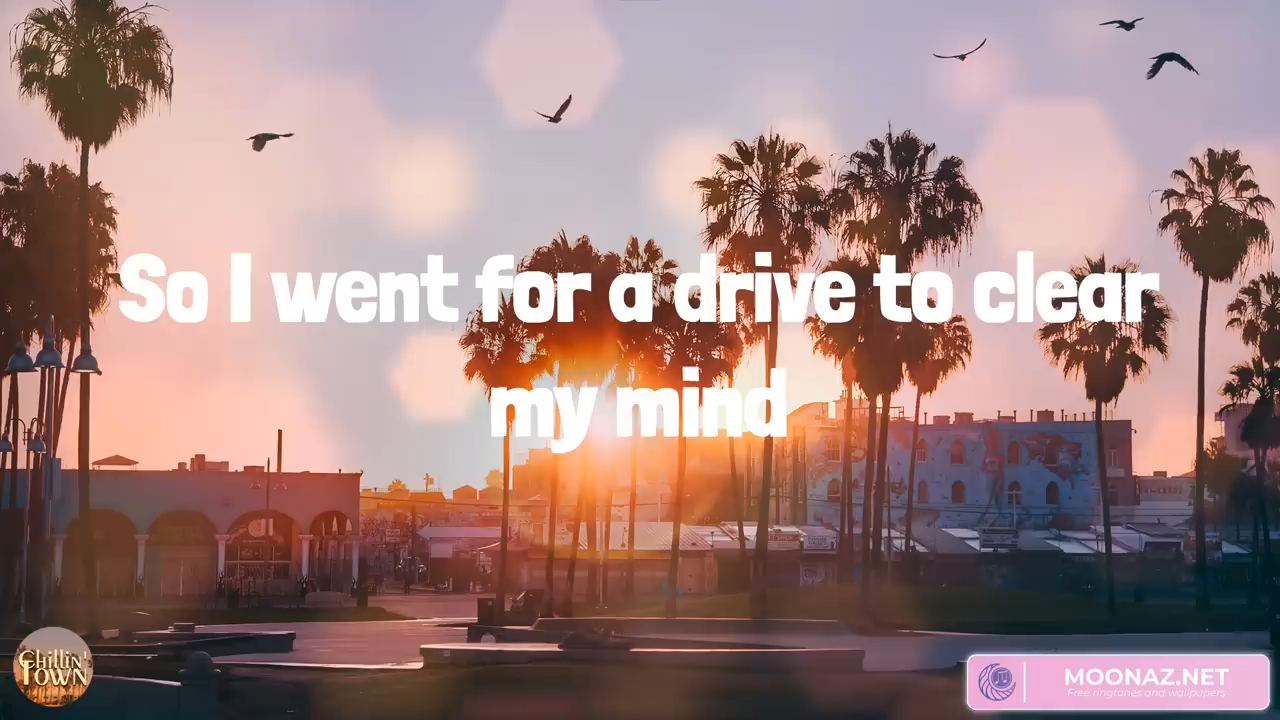 So I went for a drive to clear
my mind
Chillin'
TOWN
MOONAZ.NET
Free ringtones and wallpapers